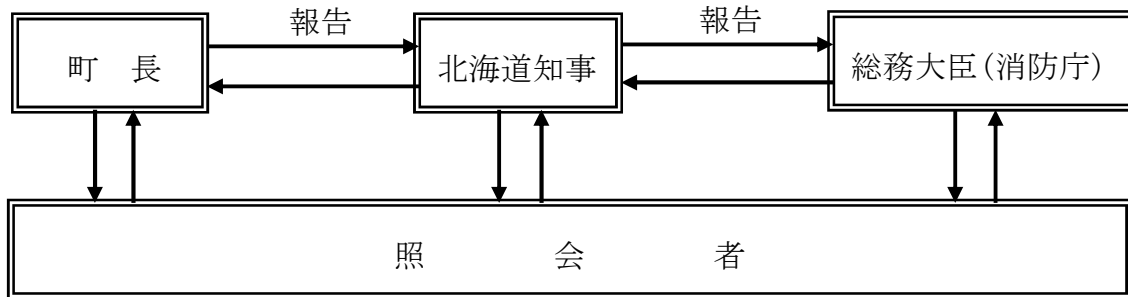 報告
報告
町　長
北海道知事
総務大臣(消防庁)
照　会　者